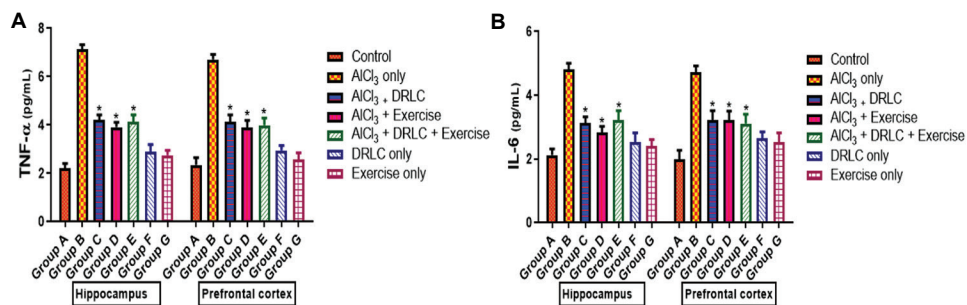 A
TNF-α (pg/mL)
8
6
4
2
0
* * * * * *
Group A Group B Group C Group D Group E Group F Group G Group A Group B Group C Group D Group E Group F Group G
Hippocampus Prefrontal cortex
Control
AlCl₃ only
AlCl₃ + DRLC
AlCl₃ + Exercise
AlCl₃ + DRLC + Exercise
DRLC only
Exercise only
B
IL-6 (pg/mL)
6
4
2
0
* * * * * *
Group A Group B Group C Group D Group E Group F Group G Group A Group B Group C Group D Group E Group F Group G
Hippocampus Prefrontal cortex
Control
AlCl₃ only
AlCl₃ + DRLC
AlCl₃ + Exercise
AlCl₃ + DRLC + Exercise
DRLC only
Exercise only